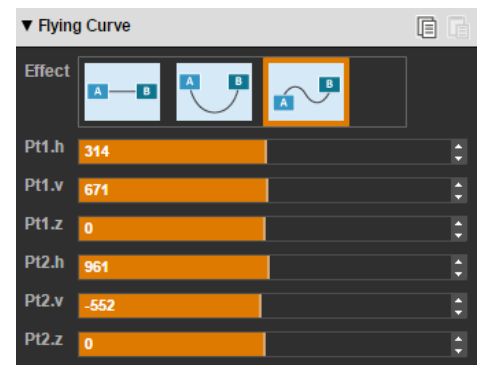 ▼ Flying Curve
Effect
A B A B A B
Pt1.h 314
Pt1.v 671
Pt1.z 0
Pt2.h 961
Pt2.v -552
Pt2.z 0